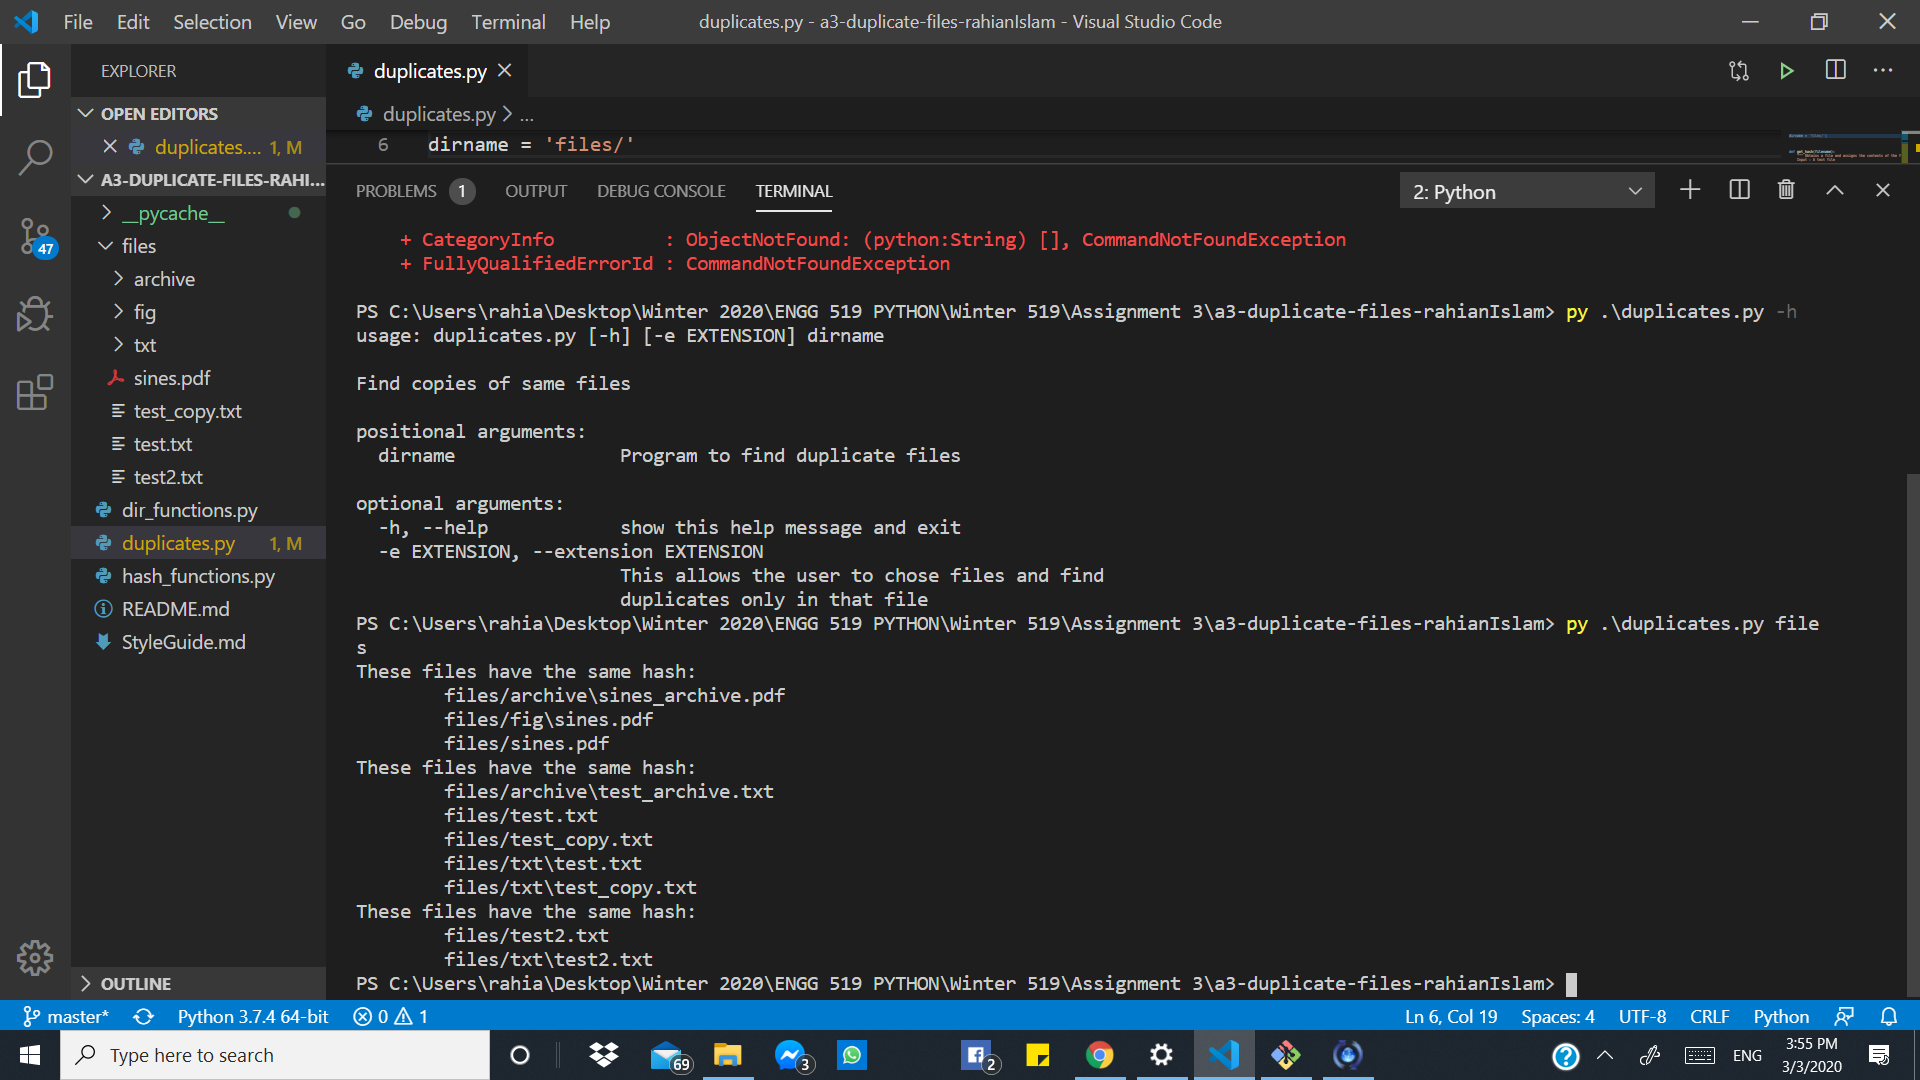 File Edit Selection View Go Debug Terminal Help
duplicates.py - a3-duplicate-files-rahianIslam - Visual Studio Code
EXPLORER
OPEN EDITORS
duplicates.... 1, M
A3-DUPLICATE-FILES-RAHI...
__pycache__
files
archive
fig
txt
sines.pdf
test_copy.txt
test.txt
test2.txt
dir_functions.py
duplicates.py 1, M
hash_functions.py
README.md
StyleGuide.md
OUTLINE
47
duplicates.py
duplicates.py > ...
6 dirname = 'files/'
PROBLEMS 1 OUTPUT DEBUG CONSOLE TERMINAL
2: Python
+ CategoryInfo : ObjectNotFound: (python:String) [], CommandNotFoundException
+ FullyQualifiedErrorId : CommandNotFoundException
PS C:\Users\rahia\Desktop\Winter 2020\ENGG 519 PYTHON\Winter 519\Assignment 3\a3-duplicate-files-rahianIslam> py .\duplicates.py -h
usage: duplicates.py [-h] [-e EXTENSION] dirname
Find copies of same files
positional arguments:
dirname Program to find duplicate files
optional arguments:
-h, --help show this help message and exit
-e EXTENSION, --extension EXTENSION
This allows the user to chose files and find
duplicates only in that file
PS C:\Users\rahia\Desktop\Winter 2020\ENGG 519 PYTHON\Winter 519\Assignment 3\a3-duplicate-files-rahianIslam> py .\duplicates.py file
s
These files have the same hash:
files/archive\sines_archive.pdf
files/fig\sines.pdf
files/sines.pdf
These files have the same hash:
files/archive\test_archive.txt
files/test.txt
files/test_copy.txt
files/txt\test.txt
files/txt\test_copy.txt
These files have the same hash:
files/test2.txt
files/txt\test2.txt
PS C:\Users\rahia\Desktop\Winter 2020\ENGG 519 PYTHON\Winter 519\Assignment 3\a3-duplicate-files-rahianIslam>
master* Python 3.7.4 64-bit 0 1 Ln 6, Col 19 Spaces: 4 UTF-8 CRLF Python
Type here to search
69 3 2
ENG
3:55 PM
3/3/2020